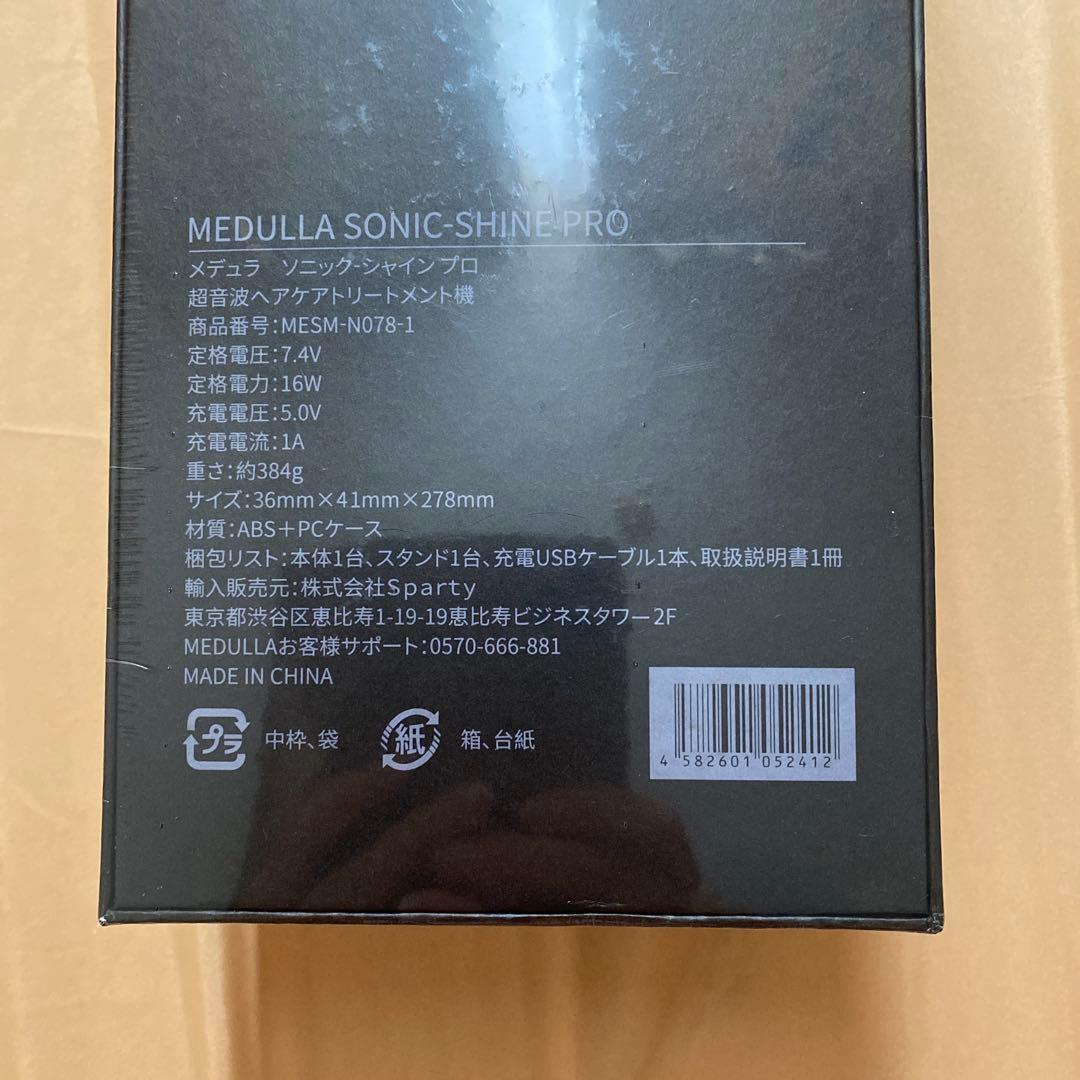 MEDULLA SONIC-SHINE PRO
メデュラ　ソニック-シャイン プロ
超音波ヘアケアトリートメント機
商品番号：MESM-N078-1
定格電圧：7.4V
定格電力：16W
充電電圧：5.0V
充電電流：1A
重さ：約384g
サイズ：36mm×41mm×278mm
材質：ABS＋PCケース
梱包リスト：本体1台、スタンド1台、充電USBケーブル1本、取扱説明書1冊
輸入販売元：株式会社Sparty
東京都渋谷区恵比寿1-19-19恵比寿ビジネスタワー 2F
MEDULLAお客様サポート：0570-666-881
MADE IN CHINA
プラ 中枠、袋 紙 箱、台紙
4 582601 052412